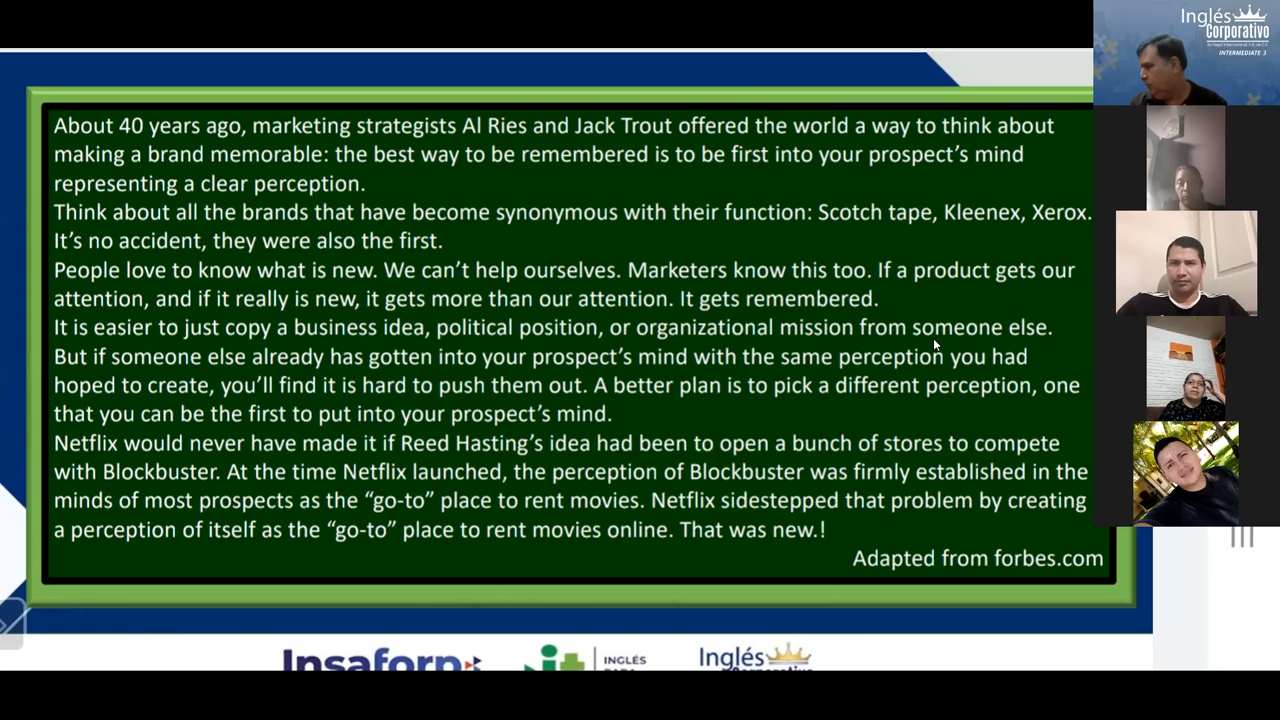 Inglés
Corporativo
INTERMEDIATE 3
About 40 years ago, marketing strategists Al Ries and Jack Trout offered the world a way to think about
making a brand memorable: the best way to be remembered is to be first into your prospect's mind
representing a clear perception.
Think about all the brands that have become synonymous with their function: Scotch tape, Kleenex, Xerox.
It's no accident, they were also the first.
People love to know what is new. We can't help ourselves. Marketers know this too. If a product gets our
attention, and if it really is new, it gets more than our attention. It gets remembered.
It is easier to just copy a business idea, political position, or organizational mission from someone else.
But if someone else already has gotten into your prospect's mind with the same perception you had
hoped to create, you'll find it is hard to push them out. A better plan is to pick a different perception, one
that you can be the first to put into your prospect's mind.
Netflix would never have made it if Reed Hasting's idea had been to open a bunch of stores to compete
with Blockbuster. At the time Netflix launched, the perception of Blockbuster was firmly established in the
minds of most prospects as the “go-to” place to rent movies. Netflix sidestepped that problem by creating
a perception of itself as the “go-to” place to rent movies online. That was new.!
Adapted from forbes.com
Insaforp
INGLÉS
Inglés